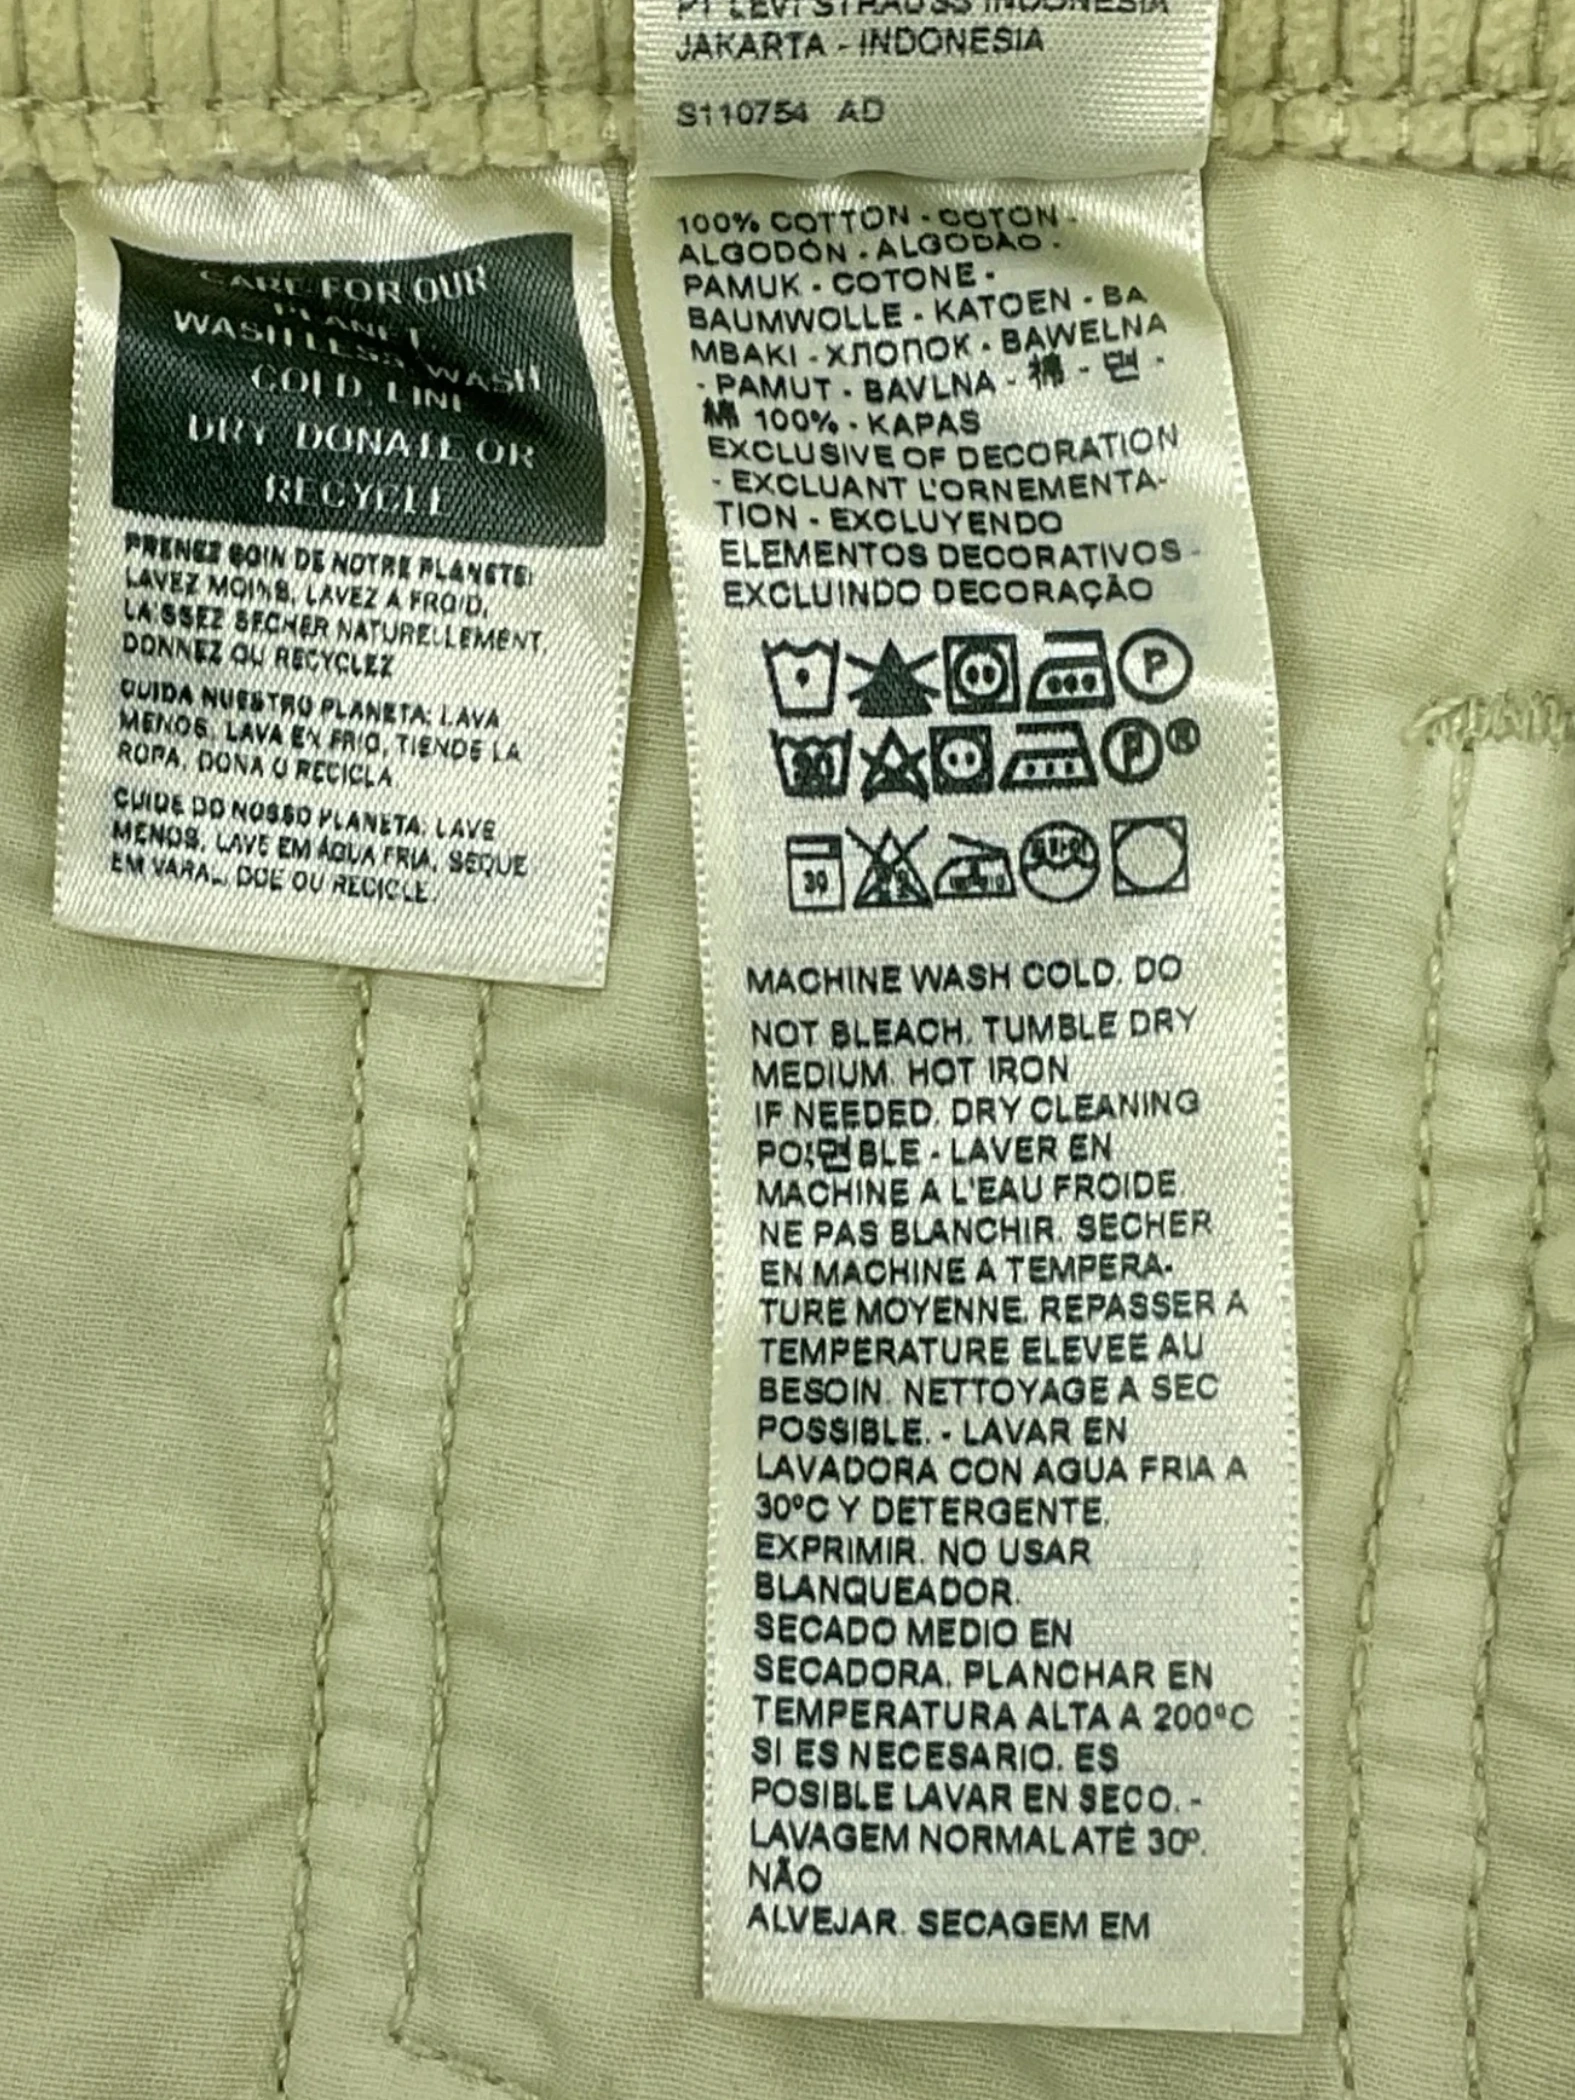 PT LEVI STRAUSS INDONESIA
JAKARTA - INDONESIA
S110754 AD
CARE FOR OUR
PLANET
WASH LESS, WASH
COLD, LINE
DRY DONATE OR
RECYCLE
PRENEZ SOIN DE NOTRE PLANETE:
LAVEZ MOINS, LAVEZ A FROID,
LAISSEZ SECHER NATURELLEMENT,
DONNEZ OU RECYCLEZ
CUIDA NUESTRO PLANETA: LAVA
MENOS, LAVA EN FRIO, TIENDE LA
ROPA, DONA O RECICLA
CUIDE DO NOSSO PLANETA: LAVE
MENOS, LAVE EM ÁGUA FRIA, SEQUE
EM VARAL, DOE OU RECICLE.
100% COTTON - COTON -
ALGODÓN - ALGODÃO -
PAMUK - COTONE -
BAUMWOLLE - KATOEN - BA
MBAKI - ХЛОПОК - BAWELNA
- PAMUT - BAVLNA - 棉 - 면 -
綿 100% - KAPAS
EXCLUSIVE OF DECORATION
- EXCLUANT L'ORNEMENTA-
TION - EXCLUYENDO
ELEMENTOS DECORATIVOS -
EXCLUINDO DECORAÇÃO
P
30 P ®
30
MACHINE WASH COLD. DO
NOT BLEACH. TUMBLE DRY
MEDIUM. HOT IRON
IF NEEDED. DRY CLEANING
BLE - LAVER EN
MACHINE A L'EAU FROIDE.
NE PAS BLANCHIR. SECHER
EN MACHINE A TEMPERA-
TURE MOYENNE. REPASSER A
TEMPERATURE ELEVEE AU
BESOIN. NETTOYAGE A SEC
POSSIBLE. - LAVAR EN
LAVADORA CON AGUA FRIA A
30ºC Y DETERGENTE.
EXPRIMIR. NO USAR
BLANQUEADOR.
SECADO MEDIO EN
SECADORA. PLANCHAR EN
TEMPERATURA ALTA A 200ºC
SI ES NECESARIO. ES
POSIBLE LAVAR EN SECO. -
LAVAGEM NORMAL ATÉ 30º.
NÃO
ALVEJAR. SECAGEM EM